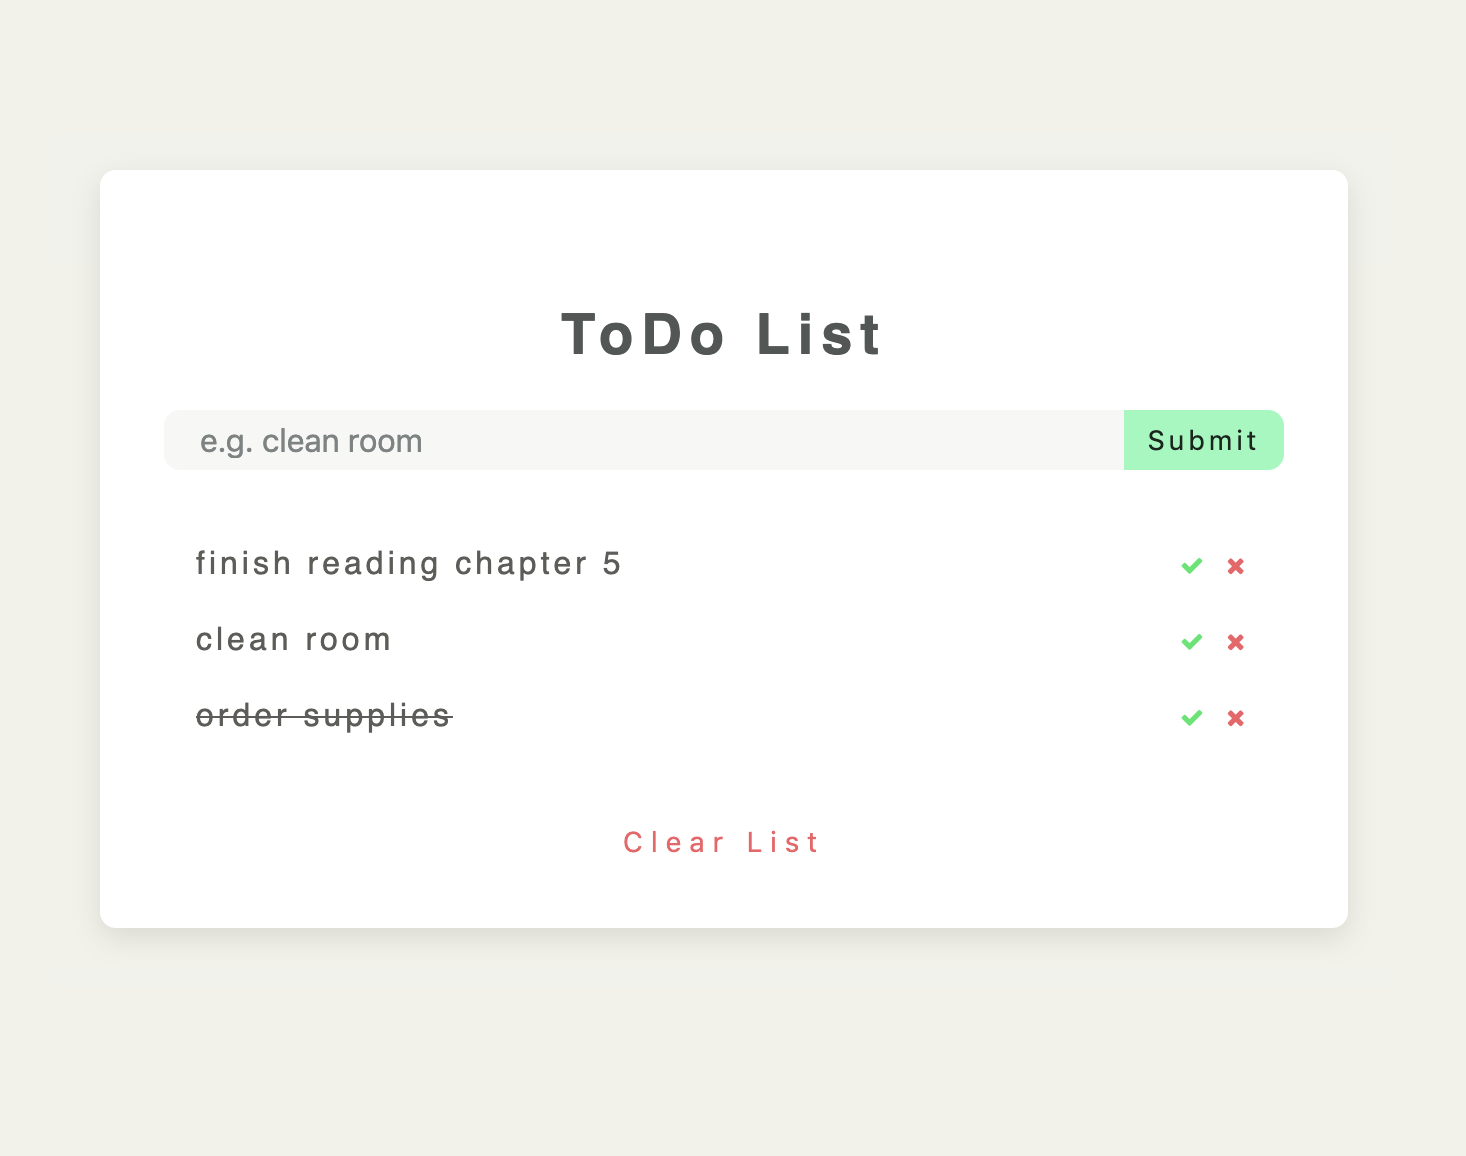 ToDo List
e.g. clean room
Submit
finish reading chapter 5
clean room
order supplies
Clear List